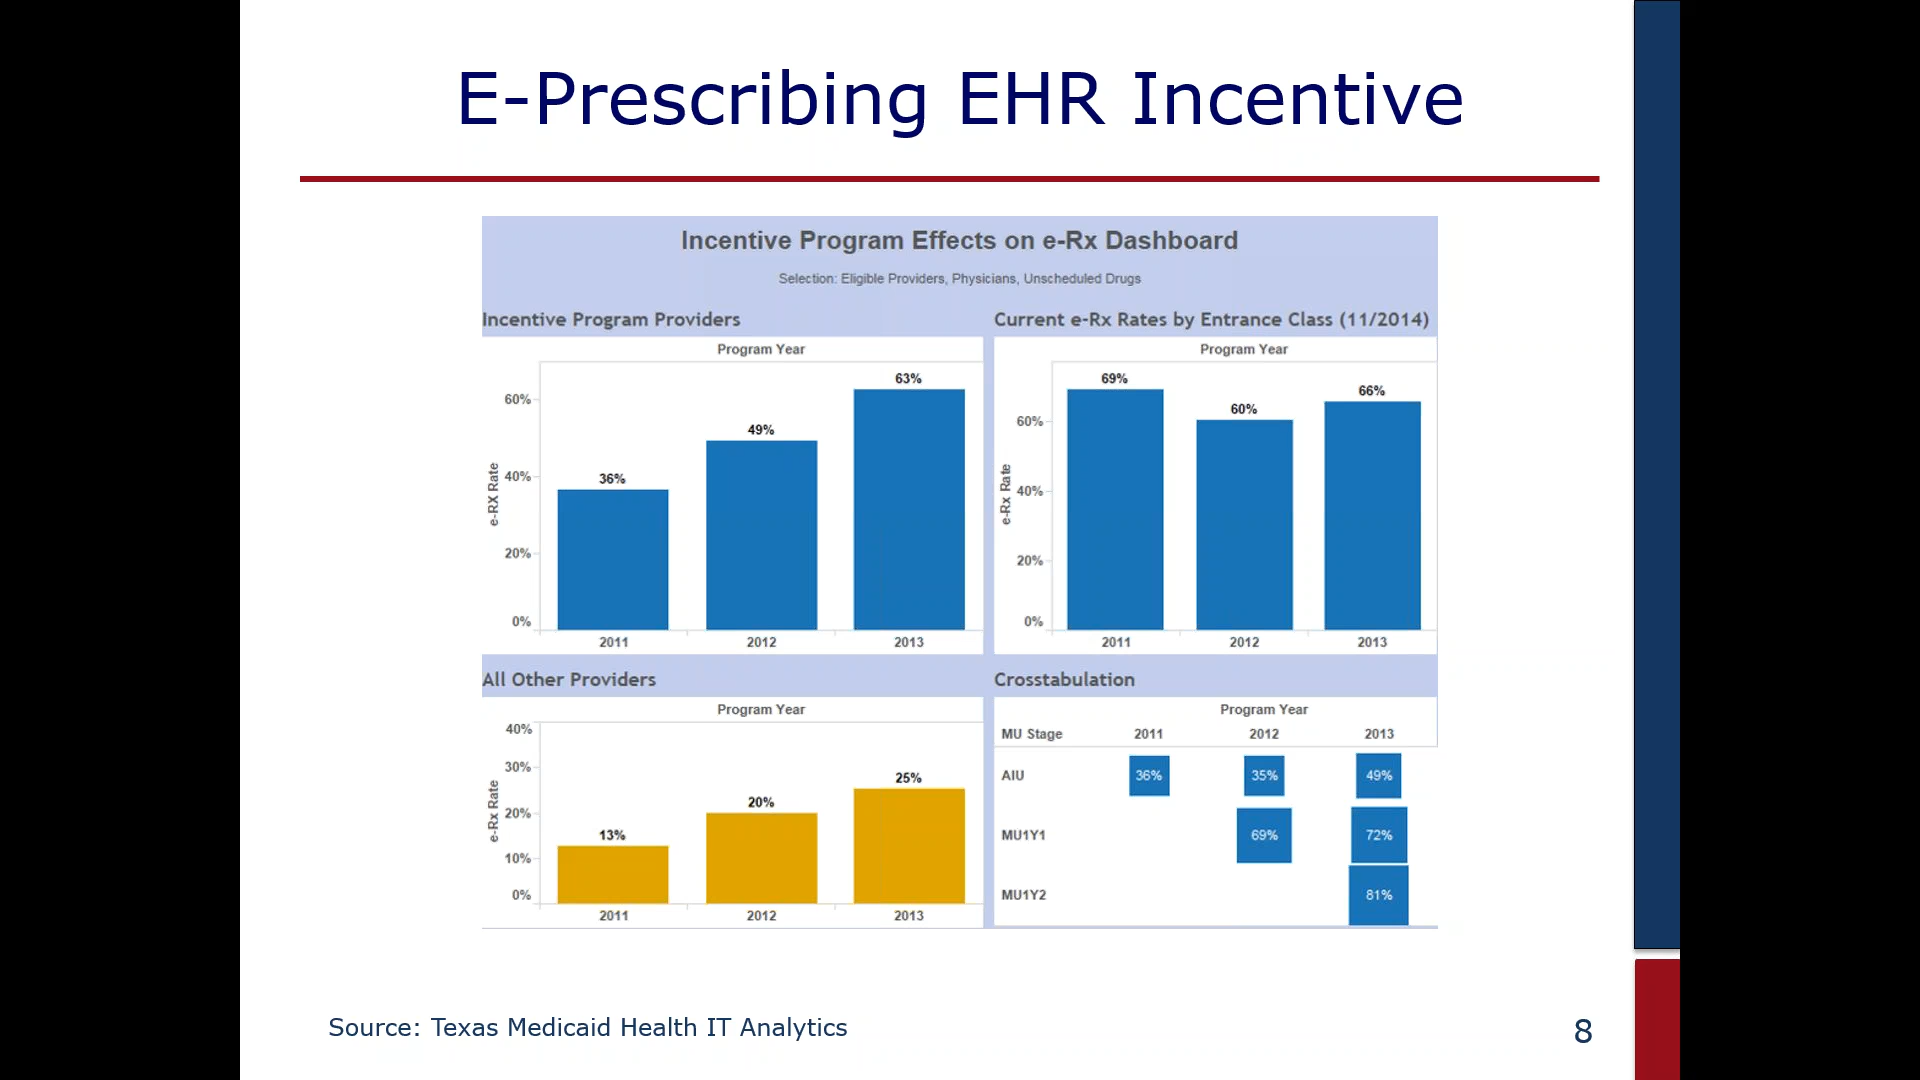 E-Prescribing EHR Incentive
Incentive Program Effects on e-Rx Dashboard
Selection: Eligible Providers, Physicians, Unscheduled Drugs
Incentive Program Providers
Program Year
e-RX Rate
60%
40%
20%
0%
36%
49%
63%
2011 2012 2013
Current e-Rx Rates by Entrance Class (11/2014)
Program Year
e-Rx Rate
60%
40%
20%
0%
69%
60%
66%
2011 2012 2013
All Other Providers
Program Year
e-Rx Rate
40%
30%
20%
10%
0%
13%
20%
25%
2011 2012 2013
Crosstabulation
Program Year
MU Stage 2011 2012 2013
AIU 36% 35% 49%
MU1Y1 69% 72%
MU1Y2 81%
Source: Texas Medicaid Health IT Analytics
8